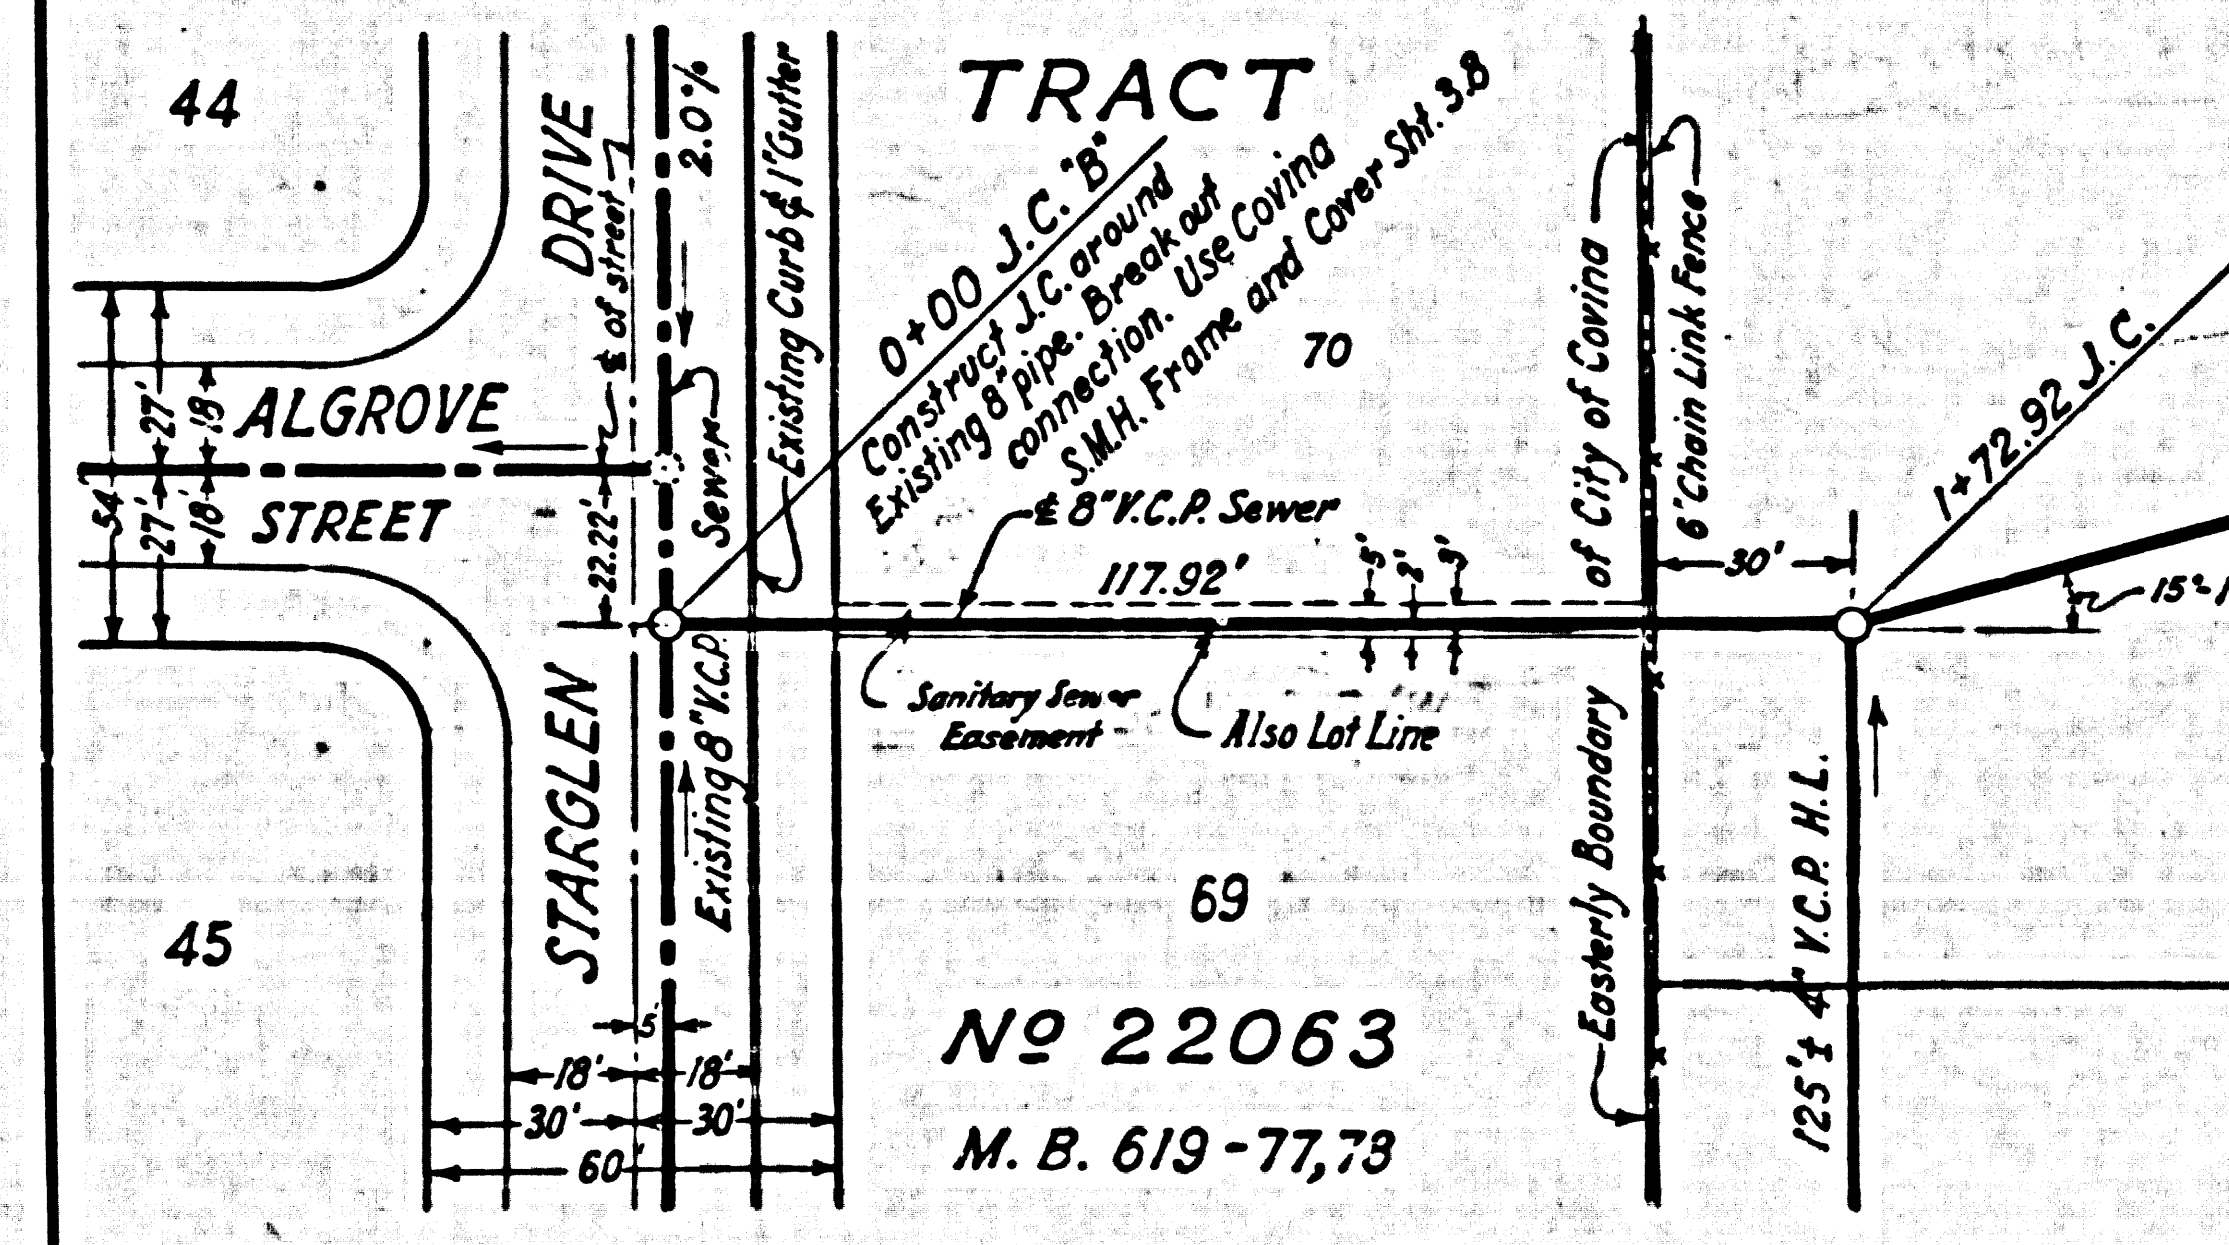 44
DRIVE
℄ of street
2.0%
Existing Curb & 1' Gutter
TRACT
0+00 J.C. "B"
Construct J.C. around
Existing 8" pipe. Break out
connection. Use Covina
S.M.H. Frame and Cover Sht. 3.8
70
of City of Covina
6' Chain Link Fence
1+72.92 J.C.
27'
18'
ALGROVE
54'
27'
18'
STREET
22.22'
Sewer
℄ 8" V.C.P. Sewer
117.92'
2'
30'
15°-1
STARGLEN
Existing 8" V.C.P.
Sanitary Sewer
Easement
Also Lot Line
Easterly Boundary
125'± 4" V.C.P. H.L.
69
45
Nº 22063
M. B. 619-77,73
5'
18'
18'
30'
30'
60'